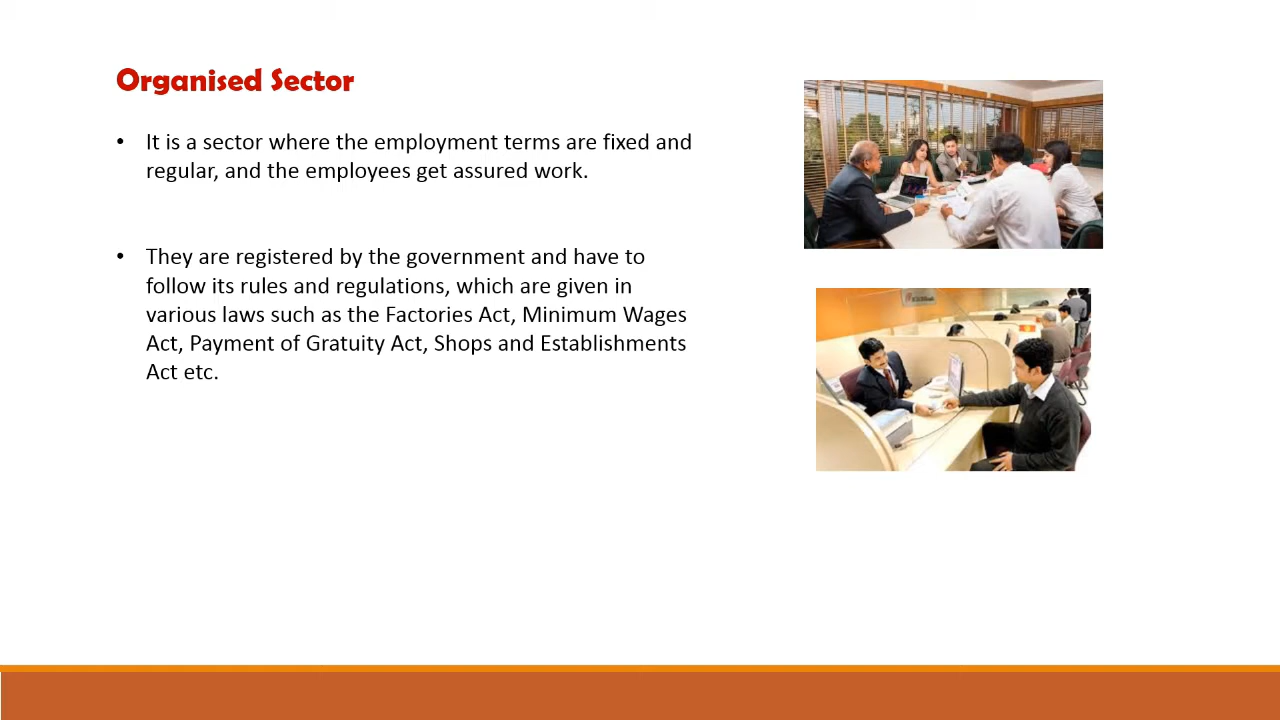 Organised Sector
• It is a sector where the employment terms are fixed and
regular, and the employees get assured work.
• They are registered by the government and have to
follow its rules and regulations, which are given in
various laws such as the Factories Act, Minimum Wages
Act, Payment of Gratuity Act, Shops and Establishments
Act etc.